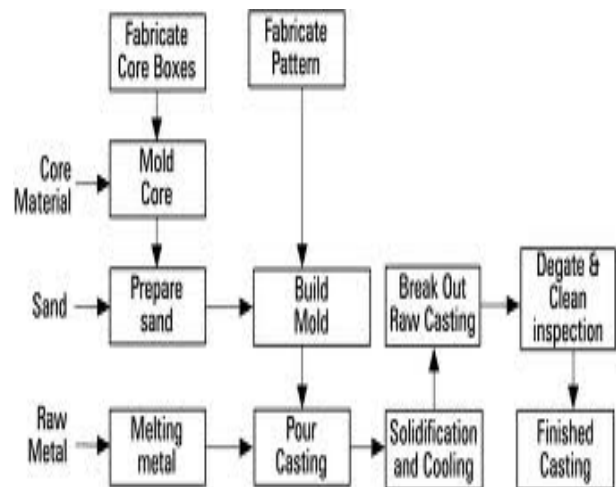 Fabricate
Core Boxes
Fabricate
Pattern
Core
Material
Mold
Core
Sand
Prepare
sand
Build
Mold
Break Out
Raw Casting
Degate &
Clean
inspection
Raw
Metal
Melting
metal
Pour
Casting
Solidification
and Cooling
Finished
Casting